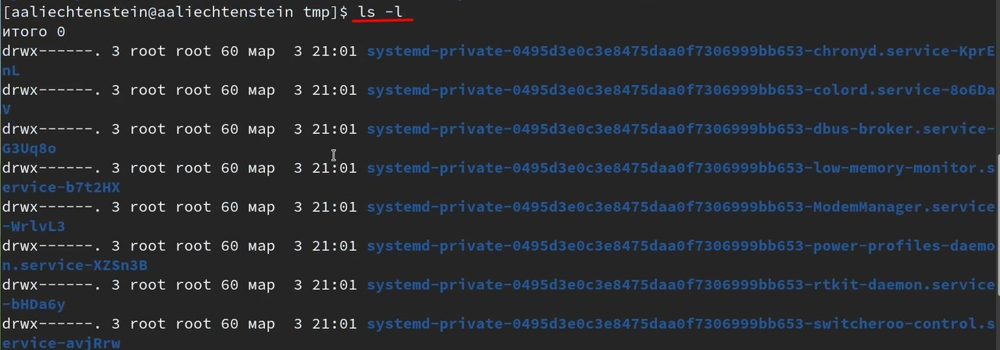 [aaliechtenstein@aaliechtenstein tmp]$ ls -l
итого 0
drwx------. 3 root root 60 мар  3 21:01 systemd-private-0495d3e0c3e8475daa0f7306999bb653-chronyd.service-KprE
nL
drwx------. 3 root root 60 мар  3 21:01 systemd-private-0495d3e0c3e8475daa0f7306999bb653-colord.service-8o6Da
V
drwx------. 3 root root 60 мар  3 21:01 systemd-private-0495d3e0c3e8475daa0f7306999bb653-dbus-broker.service-
G3Uq8o
drwx------. 3 root root 60 мар  3 21:01 systemd-private-0495d3e0c3e8475daa0f7306999bb653-low-memory-monitor.s
ervice-b7t2HX
drwx------. 3 root root 60 мар  3 21:01 systemd-private-0495d3e0c3e8475daa0f7306999bb653-ModemManager.service
-WrlvL3
drwx------. 3 root root 60 мар  3 21:01 systemd-private-0495d3e0c3e8475daa0f7306999bb653-power-profiles-daemo
n.service-XZSn3B
drwx------. 3 root root 60 мар  3 21:01 systemd-private-0495d3e0c3e8475daa0f7306999bb653-rtkit-daemon.service
-bHDa6y
drwx------. 3 root root 60 мар  3 21:01 systemd-private-0495d3e0c3e8475daa0f7306999bb653-switcheroo-control.s
ervice-avjRrw